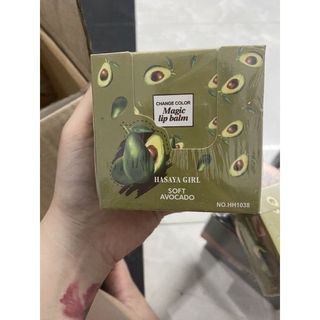 CHANGE COLOR
Magic
lip balm
HASAYA GIRL
SOFT
AVOCADO
NO.HH1038